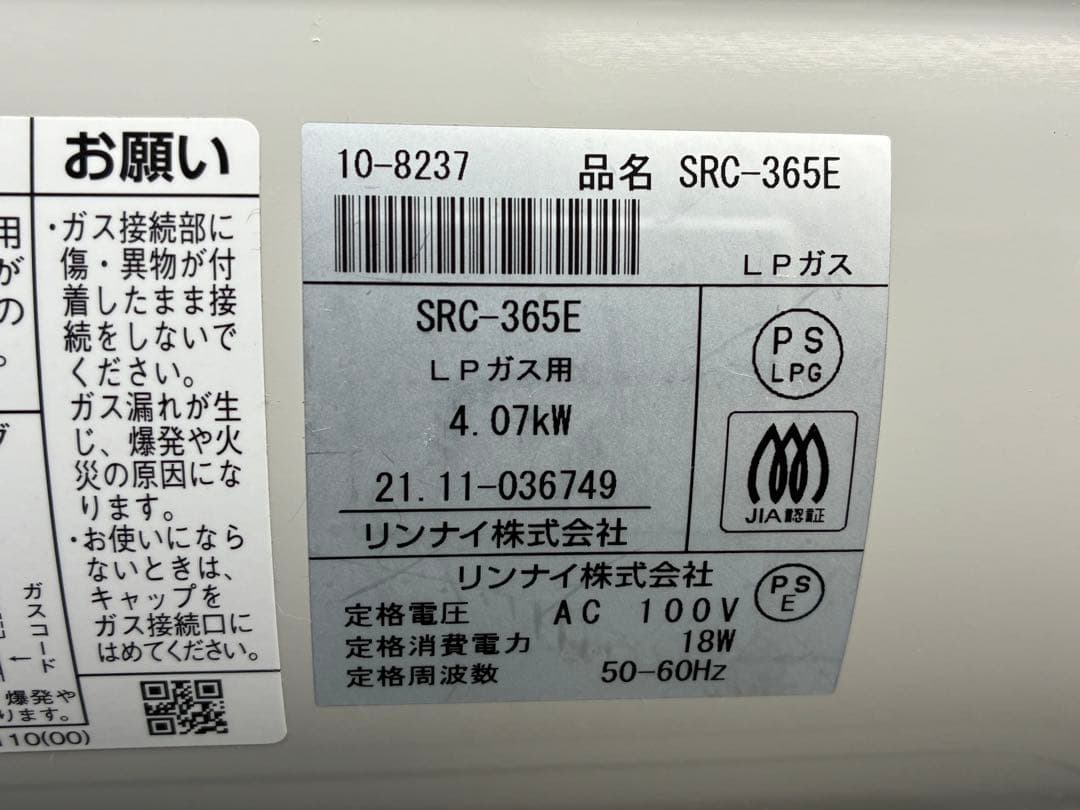 用
が
の
。
お願い
・ガス接続部に
傷・異物が付
着したまま接
続をしないで
ください。
ガス漏れが生
じ、爆発や火
災の原因にな
ります。
・お使いになら
ないときは、
キャップを
ガス接続口に
はめてください。
ガスコード
←
爆発や
ります。
10(00)
10-8237
品名 SRC-365E
LPガス
SRC-365E
LPガス用
4.07kW
21.11-036749
リンナイ株式会社
PS
LPG
JIA認証
リンナイ株式会社
PS
E
定格電圧 AC 100V
定格消費電力 18W
定格周波数 50-60Hz